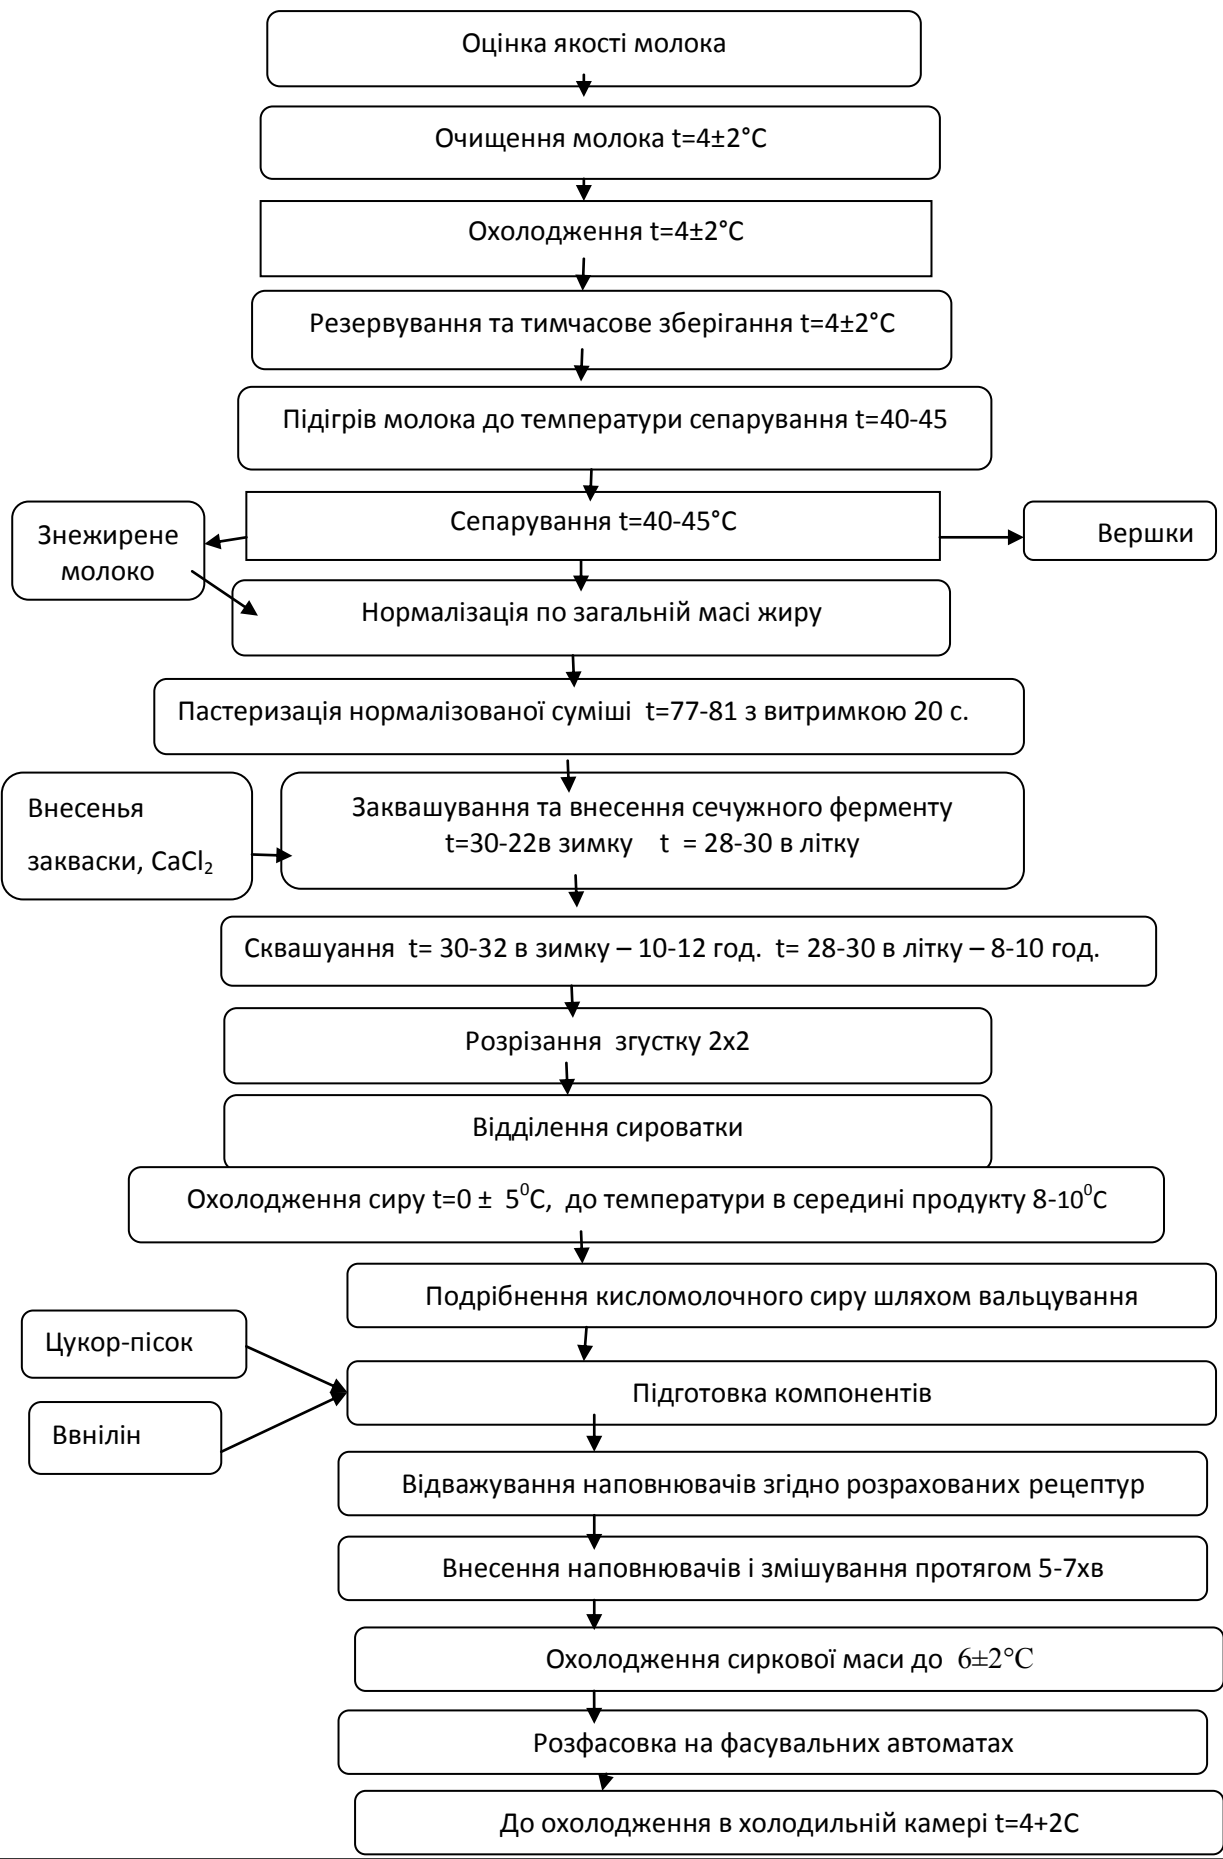 Оцінка якості молока
Очищення молока t=4±2°С
Охолодження t=4±2°С
Резервування та тимчасове зберігання t=4±2°С
Підігрів молока до температури сепарування t=40-45
Знежирене
молоко
Сепарування t=40-45°С
Вершки
Нормалізація по загальній масі жиру
Пастеризація нормалізованої суміші t=77-81 з витримкою 20 с.
Внесенья
закваски, CaCl₂
Заквашування та внесення сечужного ферменту
t=30-22в зимку t = 28-30 в літку
Сквашуання t= 30-32 в зимку – 10-12 год. t= 28-30 в літку – 8-10 год.
Розрізання згустку 2х2
Відділення сироватки
Охолодження сиру t=0 ± 5⁰С, до температури в середині продукту 8-10⁰С
Подрібнення кисломолочного сиру шляхом вальцування
Цукор-пісок
Підготовка компонентів
Ввнілін
Відважування наповнювачів згідно розрахованих рецептур
Внесення наповнювачів і змішування протягом 5-7хв
Охолодження сиркової маси до 6±2°С
Розфасовка на фасувальних автоматах
До охолодження в холодильній камері t=4+2С